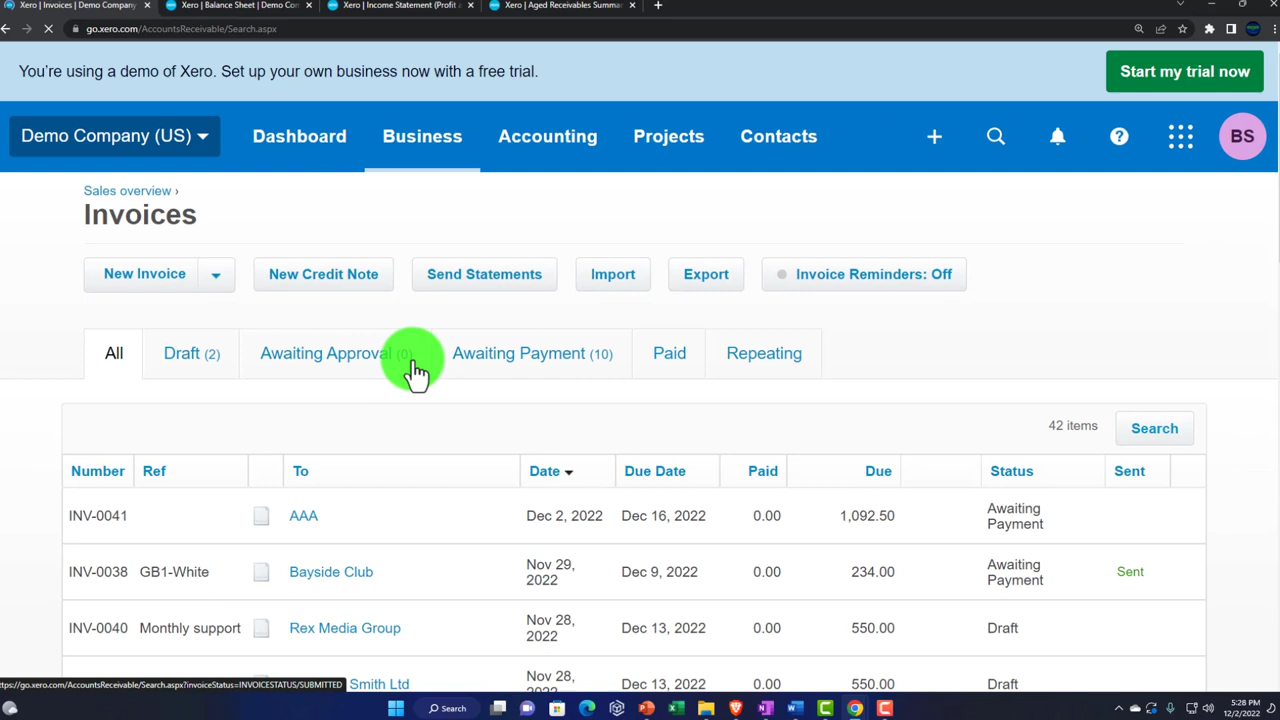 Xero | Invoices | Demo Company
Xero | Balance Sheet | Demo Com
Xero | Income Statement (Profit a
Xero | Aged Receivables Summar
go.xero.com/AccountsReceivable/Search.aspx
You're using a demo of Xero. Set up your own business now with a free trial.
Start my trial now
Demo Company (US)
Dashboard
Business
Accounting
Projects
Contacts
BS
Sales overview ›
Invoices
New Invoice
New Credit Note
Send Statements
Import
Export
Invoice Reminders: Off
All
Draft (2)
Awaiting Approval (0)
Awaiting Payment (10)
Paid
Repeating
42 items
Search
Number Ref To Date Due Date Paid Due Status Sent
INV-0041 AAA Dec 2, 2022 Dec 16, 2022 0.00 1,092.50 Awaiting
Payment
INV-0038 GB1-White Bayside Club Nov 29,
2022 Dec 9, 2022 0.00 234.00 Awaiting
Payment Sent
INV-0040 Monthly support Rex Media Group Nov 28,
2022 Dec 13, 2022 0.00 550.00 Draft
Smith Ltd Nov 28,
2022 Dec 13, 2022 0.00 550.00 Draft
ttps://go.xero.com/AccountsReceivable/Search.aspx?invoiceStatus=INVOICESTATUS/SUBMITTED
Search
5:28 PM
12/2/2022